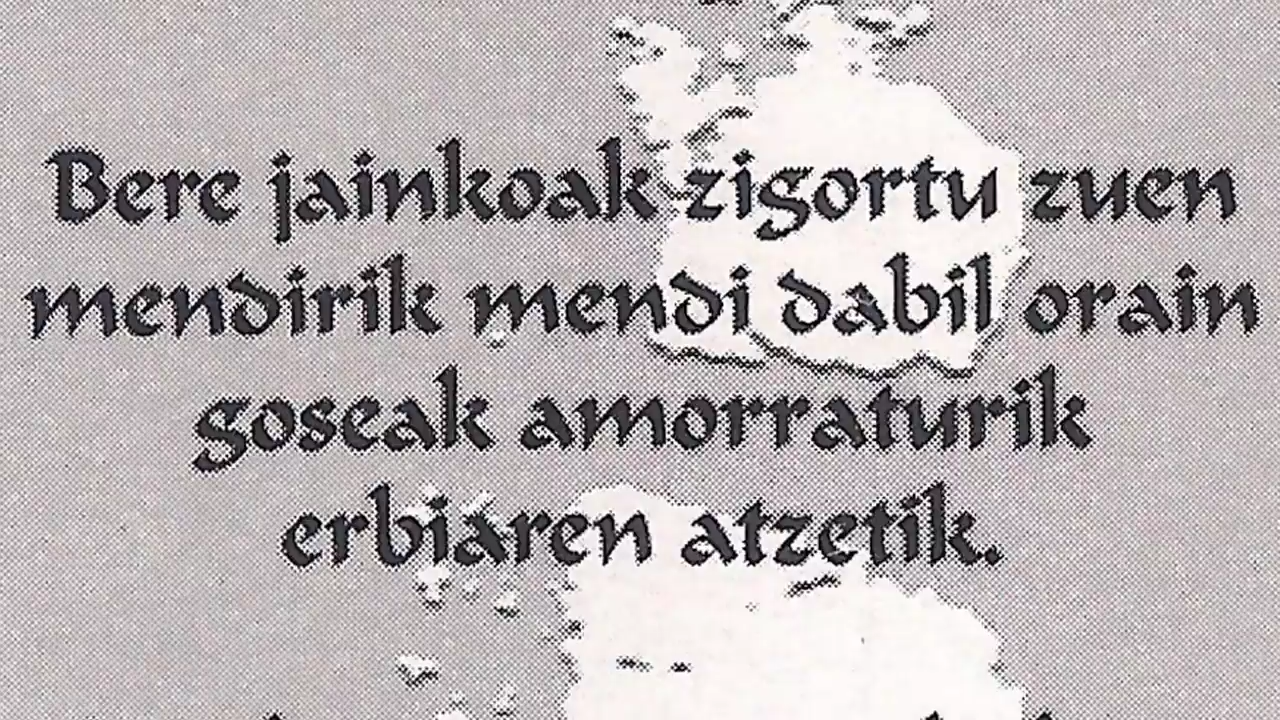 Bere jainkoak zigortu zuen
mendirik mendi dabil orain
goseak amorraturik
erbiaren atzetik.